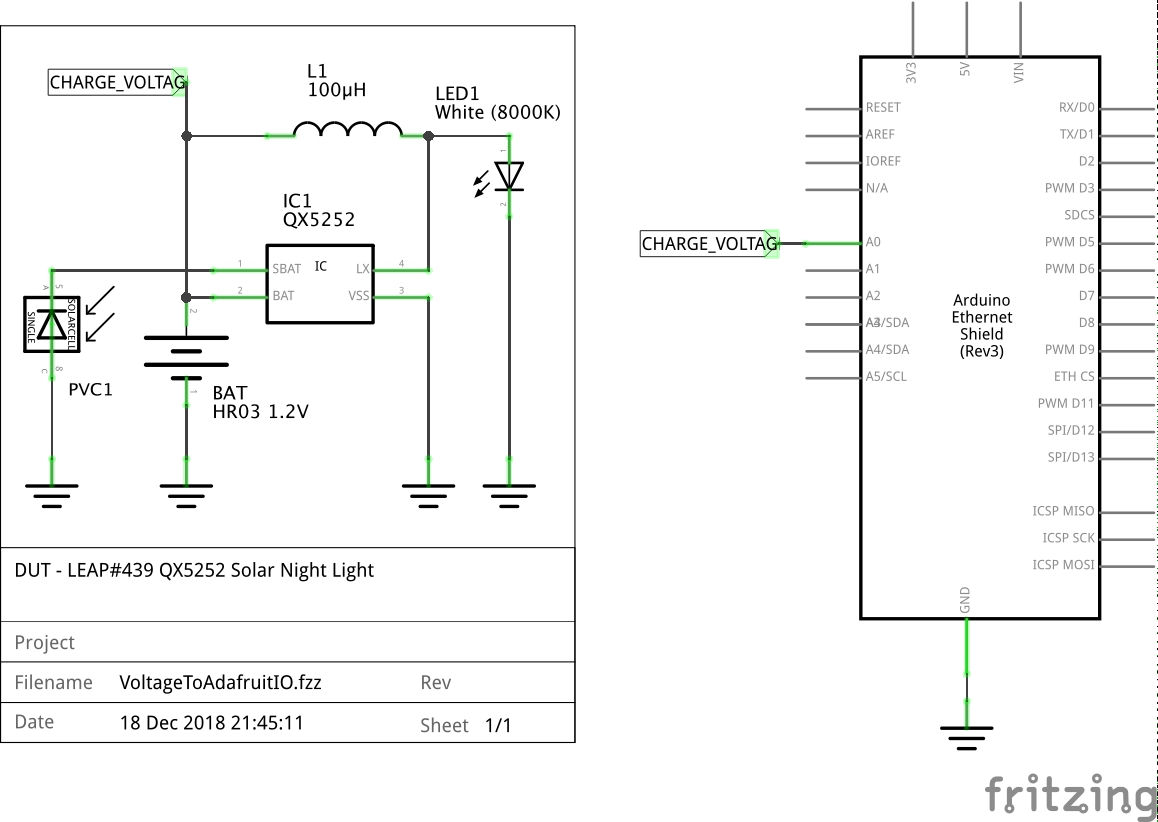 CHARGE_VOLTAG
L1
100µH
LED1
White (8000K)
1
2
IC1
QX5252
IC
1 SBAT LX 4
2 BAT VSS 3
A 5
SOLARCELL
SINGLE
C 8
PVC1
2
1
BAT
HR03 1.2V
DUT - LEAP#439 QX5252 Solar Night Light
Project
Filename VoltageToAdafruitIO.fzz Rev
Date 18 Dec 2018 21:45:11 Sheet 1/1
CHARGE_VOLTAG
3V3 5V VIN
RESET RX/D0
AREF TX/D1
IOREF D2
N/A PWM D3
SDCS
A0 PWM D5
A1 PWM D6
A2 D7
/SDA D8
A4/SDA PWM D9
A5/SCL ETH CS
PWM D11
SPI/D12
SPI/D13
ICSP MISO
ICSP SCK
ICSP MOSI
Arduino
Ethernet
Shield
(Rev3)
GND
fritzing